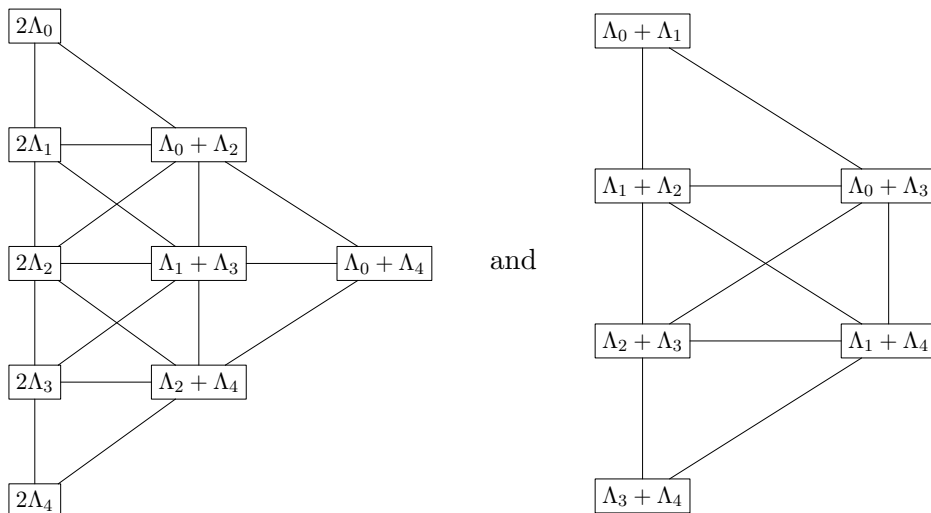 2Λ₀
Λ₀ + Λ₁
2Λ₁
Λ₀ + Λ₂
Λ₁ + Λ₂
Λ₀ + Λ₃
2Λ₂
Λ₁ + Λ₃
Λ₀ + Λ₄
and
Λ₂ + Λ₃
Λ₁ + Λ₄
2Λ₃
Λ₂ + Λ₄
2Λ₄
Λ₃ + Λ₄